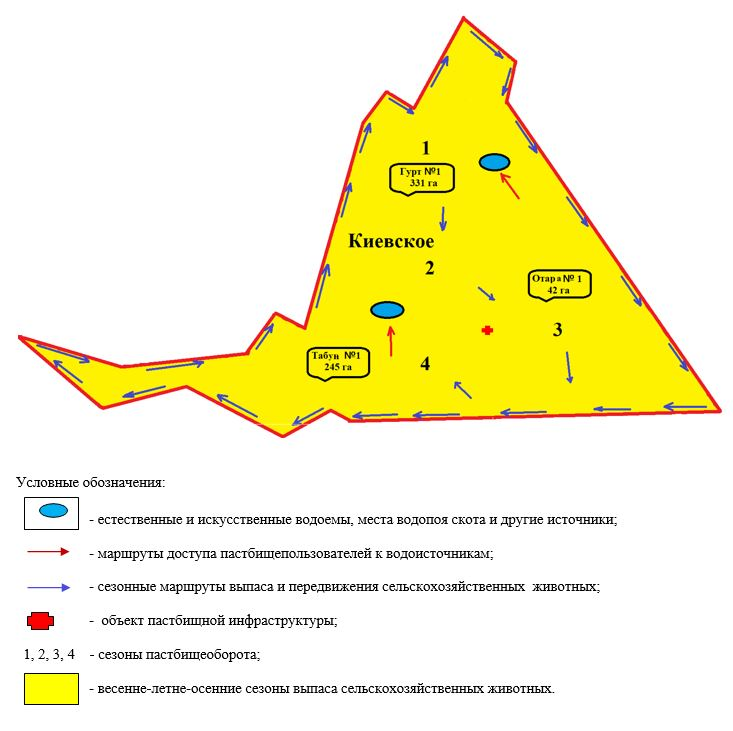 1
Гурт №1
331 га
Киевское
2
Отара № 1
42 га
3
Табун №1
245 га
4
Условные обозначения:
- естественные и искусственные водоемы, места водопоя скота и другие источники;
- маршруты доступа пастбищепользователей к водоисточникам;
- сезонные маршруты выпаса и передвижения сельскохозяйственных животных;
- объект пастбищной инфраструктуры;
1, 2, 3, 4 - сезоны пастбищеоборота;
- весенне-летне-осенние сезоны выпаса сельскохозяйственных животных.